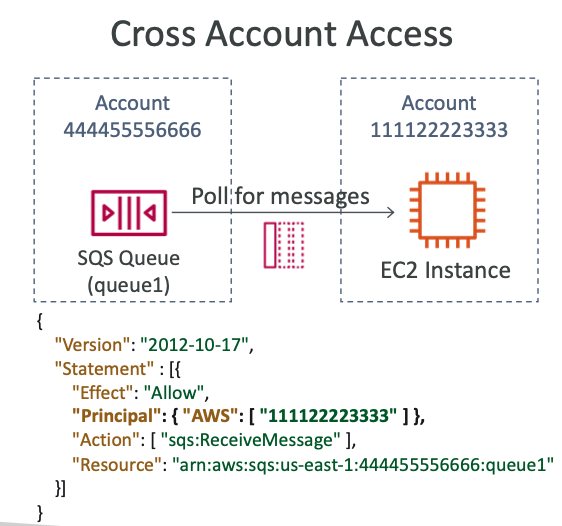 Cross Account Access
Account
444455556666
Account
111122223333
Poll for messages
SQS Queue
(queue1)
EC2 Instance
{
"Version": "2012-10-17",
"Statement" : [{
"Effect": "Allow",
"Principal": { "AWS": [ "111122223333" ] },
"Action": [ "sqs:ReceiveMessage" ],
"Resource": "arn:aws:sqs:us-east-1:444455556666:queue1"
}]
}